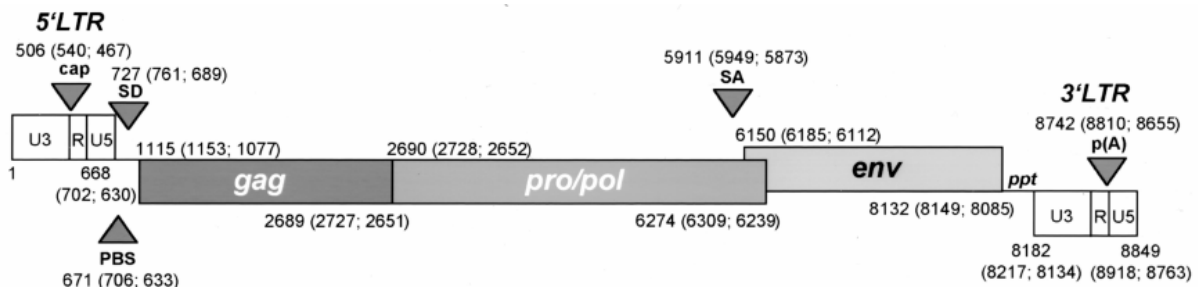 5'LTR
506 (540; 467)
cap
727 (761; 689)
SD
5911 (5949; 5873)
SA
3'LTR
8742 (8810; 8655)
p(A)
U3 R U5
1115 (1153; 1077)
2690 (2728; 2652)
6150 (6185; 6112)
1
668
(702; 630)
gag
pro/pol
env
ppt
2689 (2727; 2651)
6274 (6309; 6239)
8132 (8149; 8085)
U3 R U5
PBS
671 (706; 633)
8182
(8217; 8134)
8849
(8918; 8763)